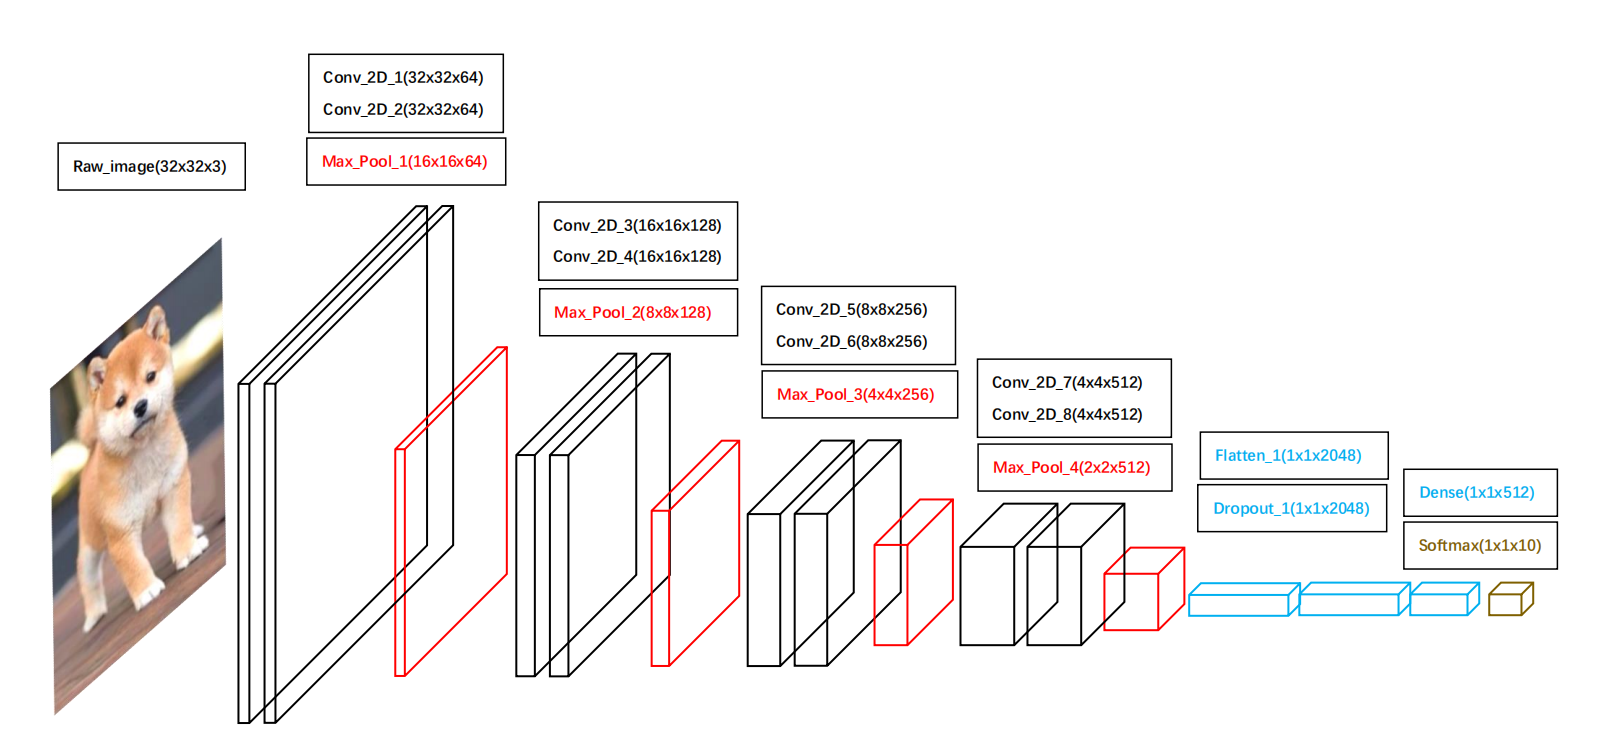 Raw_image(32x32x3)
Conv_2D_1(32x32x64)
Conv_2D_2(32x32x64)
Max_Pool_1(16x16x64)
Conv_2D_3(16x16x128)
Conv_2D_4(16x16x128)
Max_Pool_2(8x8x128)
Conv_2D_5(8x8x256)
Conv_2D_6(8x8x256)
Max_Pool_3(4x4x256)
Conv_2D_7(4x4x512)
Conv_2D_8(4x4x512)
Max_Pool_4(2x2x512)
Flatten_1(1x1x2048)
Dropout_1(1x1x2048)
Dense(1x1x512)
Softmax(1x1x10)